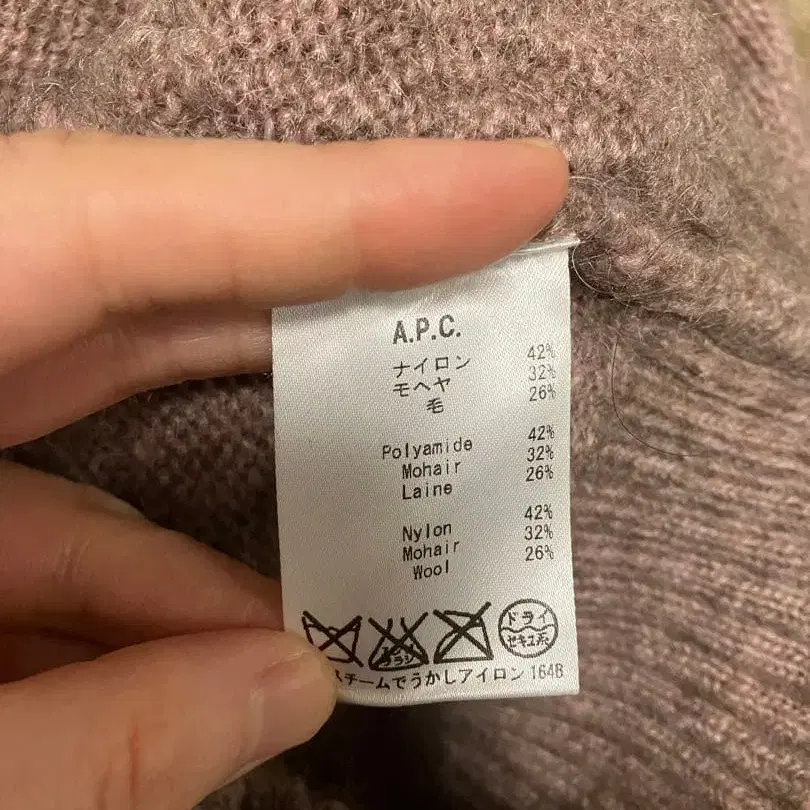 A.P.C.
ナイロン 42%
モヘヤ 32%
毛 26%
Polyamide 42%
Mohair 32%
Laine 26%
Nylon 42%
Mohair 32%
Wool 26%
ドライ
セキユ系
チームでうかしアイロン 164B